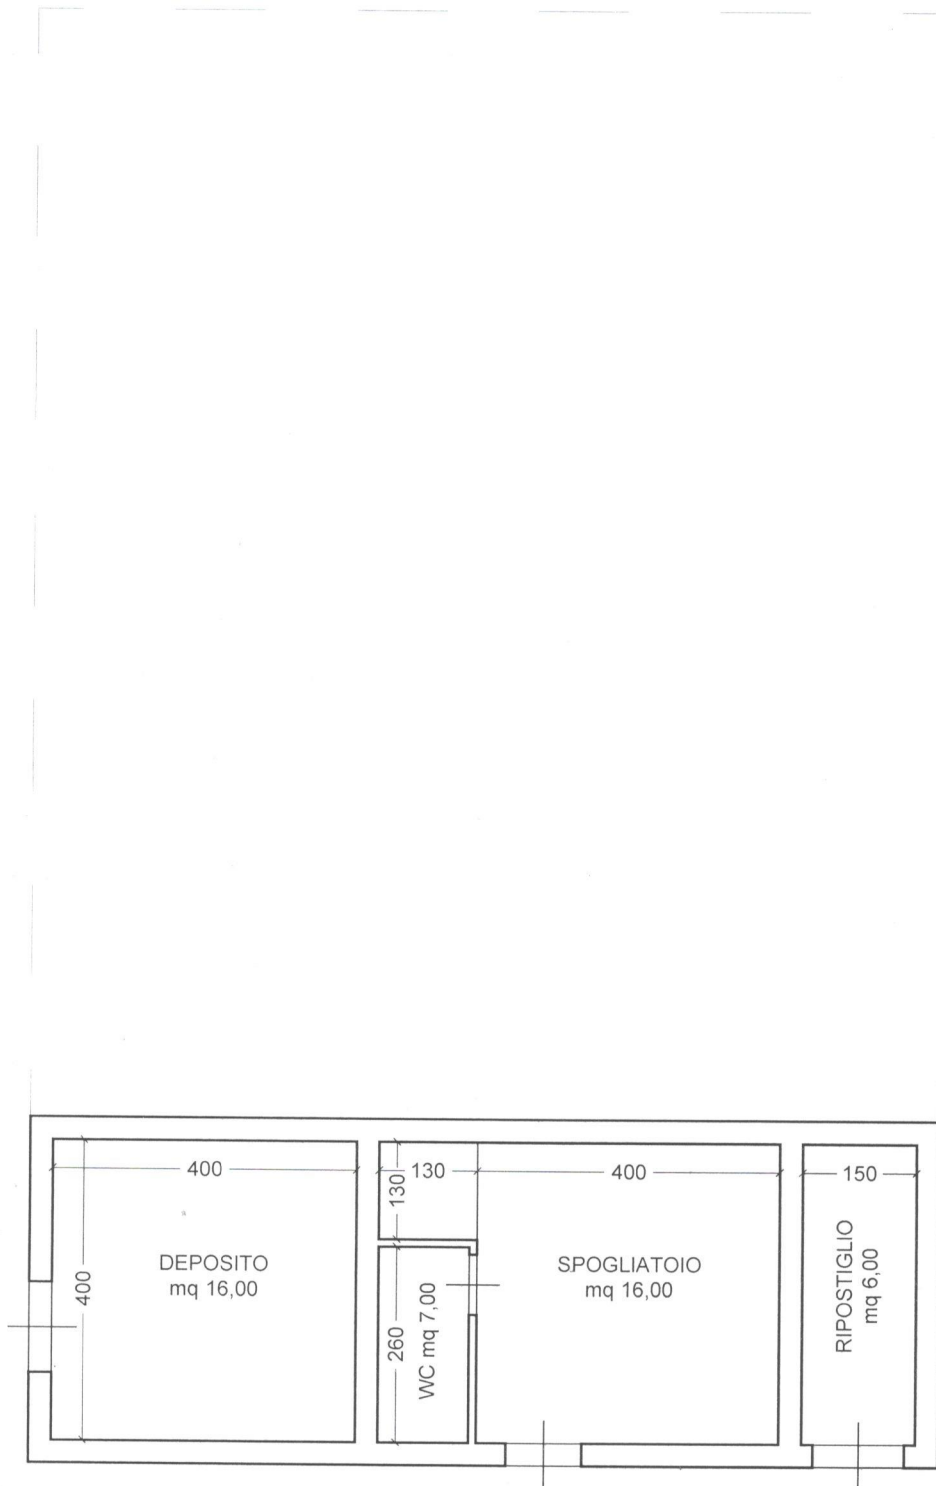 400
130
400
150
130
DEPOSITO
mq 16,00
400
260
WC mq 7,00
SPOGLIATOIO
mq 16,00
RIPOSTIGLIO
mq 6,00